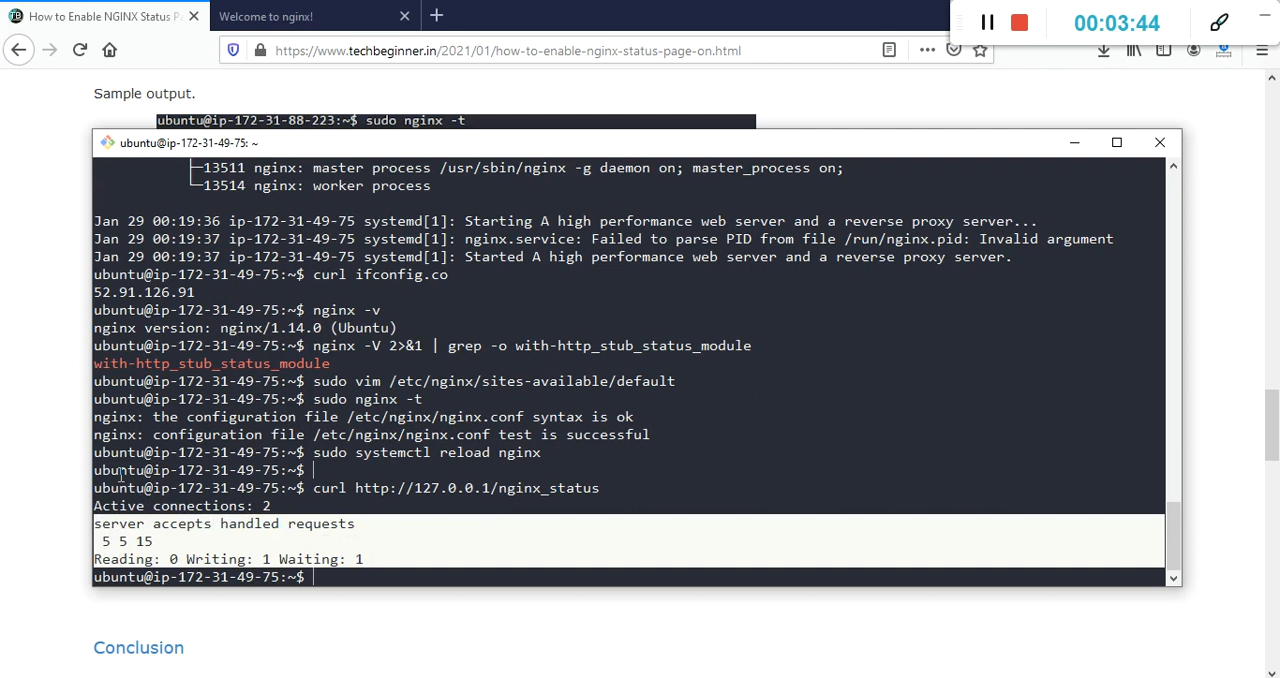 How to Enable NGINX Status P
Welcome to nginx!
00:03:44
https://www.techbeginner.in/2021/01/how-to-enable-nginx-status-page-on.html
Sample output.
ubuntu@ip-172-31-88-223:~$ sudo nginx -t
ubuntu@ip-172-31-49-75: ~
├─13511 nginx: master process /usr/sbin/nginx -g daemon on; master_process on;
└─13514 nginx: worker process
Jan 29 00:19:36 ip-172-31-49-75 systemd[1]: Starting A high performance web server and a reverse proxy server...
Jan 29 00:19:37 ip-172-31-49-75 systemd[1]: nginx.service: Failed to parse PID from file /run/nginx.pid: Invalid argument
Jan 29 00:19:37 ip-172-31-49-75 systemd[1]: Started A high performance web server and a reverse proxy server.
ubuntu@ip-172-31-49-75:~$ curl ifconfig.co
52.91.126.91
ubuntu@ip-172-31-49-75:~$ nginx -v
nginx version: nginx/1.14.0 (Ubuntu)
ubuntu@ip-172-31-49-75:~$ nginx -V 2>&1 | grep -o with-http_stub_status_module
with-http_stub_status_module
ubuntu@ip-172-31-49-75:~$ sudo vim /etc/nginx/sites-available/default
ubuntu@ip-172-31-49-75:~$ sudo nginx -t
nginx: the configuration file /etc/nginx/nginx.conf syntax is ok
nginx: configuration file /etc/nginx/nginx.conf test is successful
ubuntu@ip-172-31-49-75:~$ sudo systemctl reload nginx
ubuntu@ip-172-31-49-75:~$
ubuntu@ip-172-31-49-75:~$ curl http://127.0.0.1/nginx_status
Active connections: 2
server accepts handled requests
5 5 15
Reading: 0 Writing: 1 Waiting: 1
ubuntu@ip-172-31-49-75:~$
Conclusion